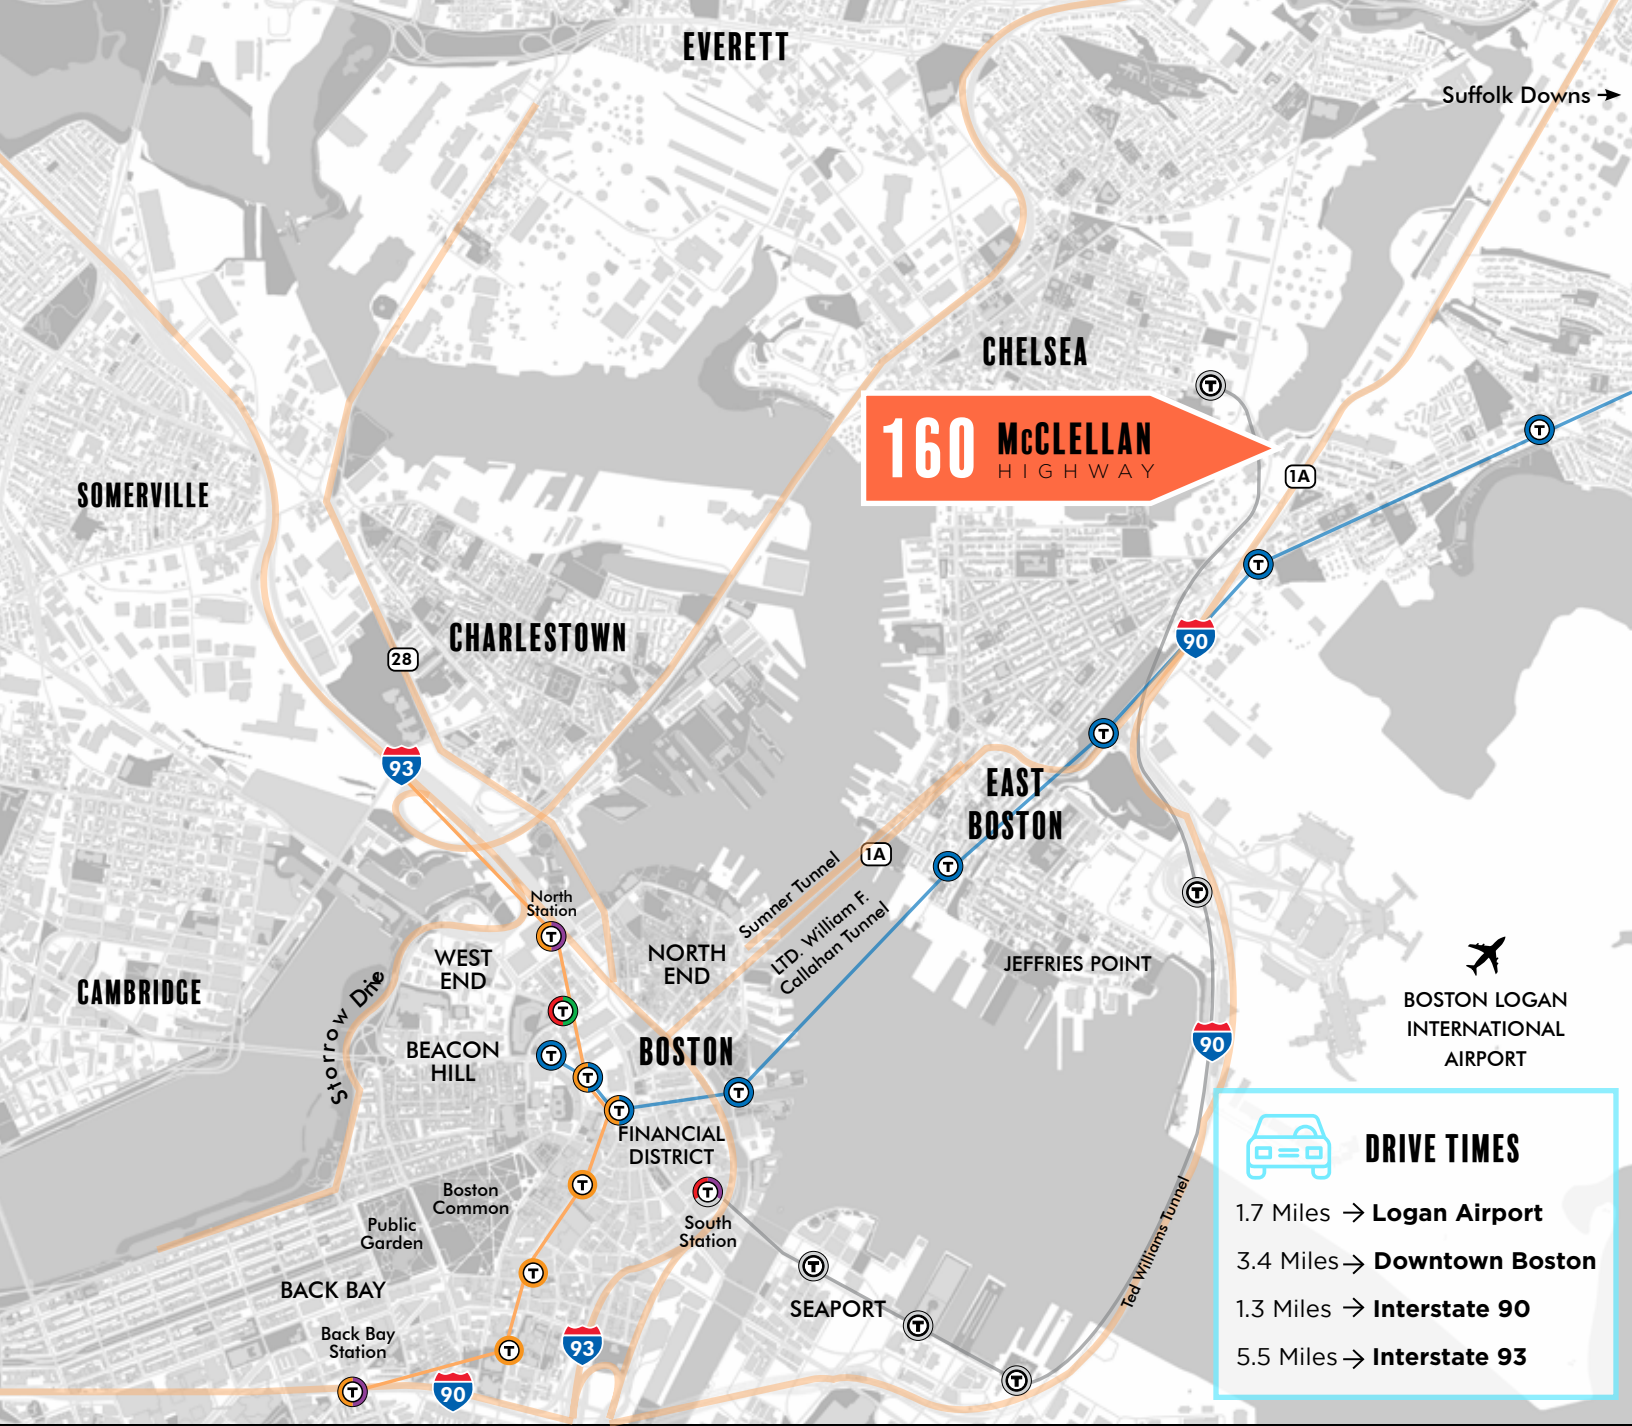 EVERETT
Suffolk Downs
CHELSEA
T
160 McCLELLAN
HIGHWAY
T
1A
SOMERVILLE
T
CHARLESTOWN
90
28
T
93
EAST
BOSTON
1A
Sumner Tunnel
T
LTD. William F.
Callahan Tunnel
T
North
Station
T
WEST
END
NORTH
END
JEFFRIES POINT
CAMBRIDGE
Storrow Drive
BOSTON LOGAN
INTERNATIONAL
AIRPORT
T
90
BEACON
HILL
T
BOSTON
T
T
T
FINANCIAL
DISTRICT
DRIVE TIMES
1.7 Miles → Logan Airport
3.4 Miles → Downtown Boston
1.3 Miles → Interstate 90
5.5 Miles → Interstate 93
Ted Williams Tunnel
T
Boston
Common
T
South
Station
Public
Garden
T
T
BACK BAY
SEAPORT
T
Back Bay
Station
T
93
T
T
90